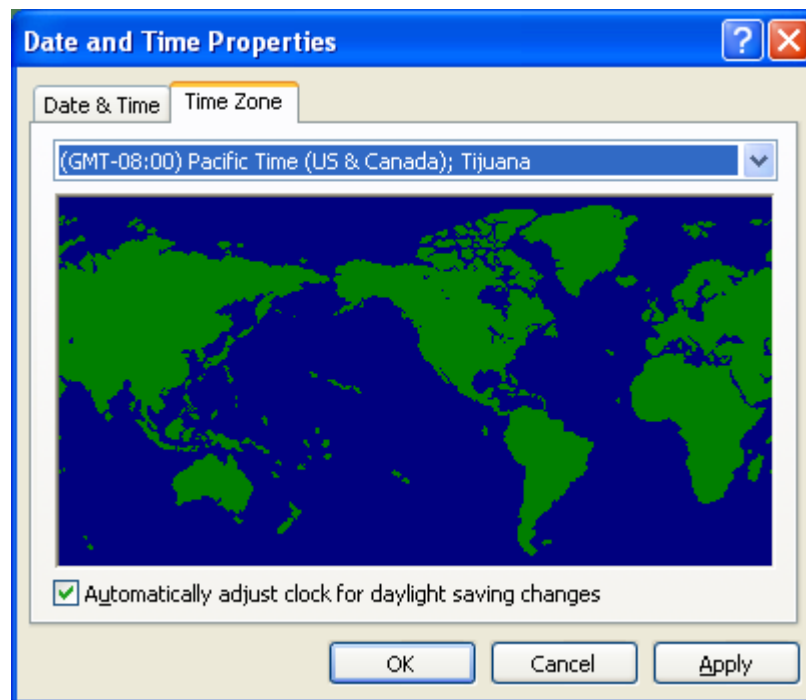 Date and Time Properties
Date & Time
Time Zone
(GMT-08:00) Pacific Time (US & Canada); Tijuana
Automatically adjust clock for daylight saving changes
OK
Cancel
Apply